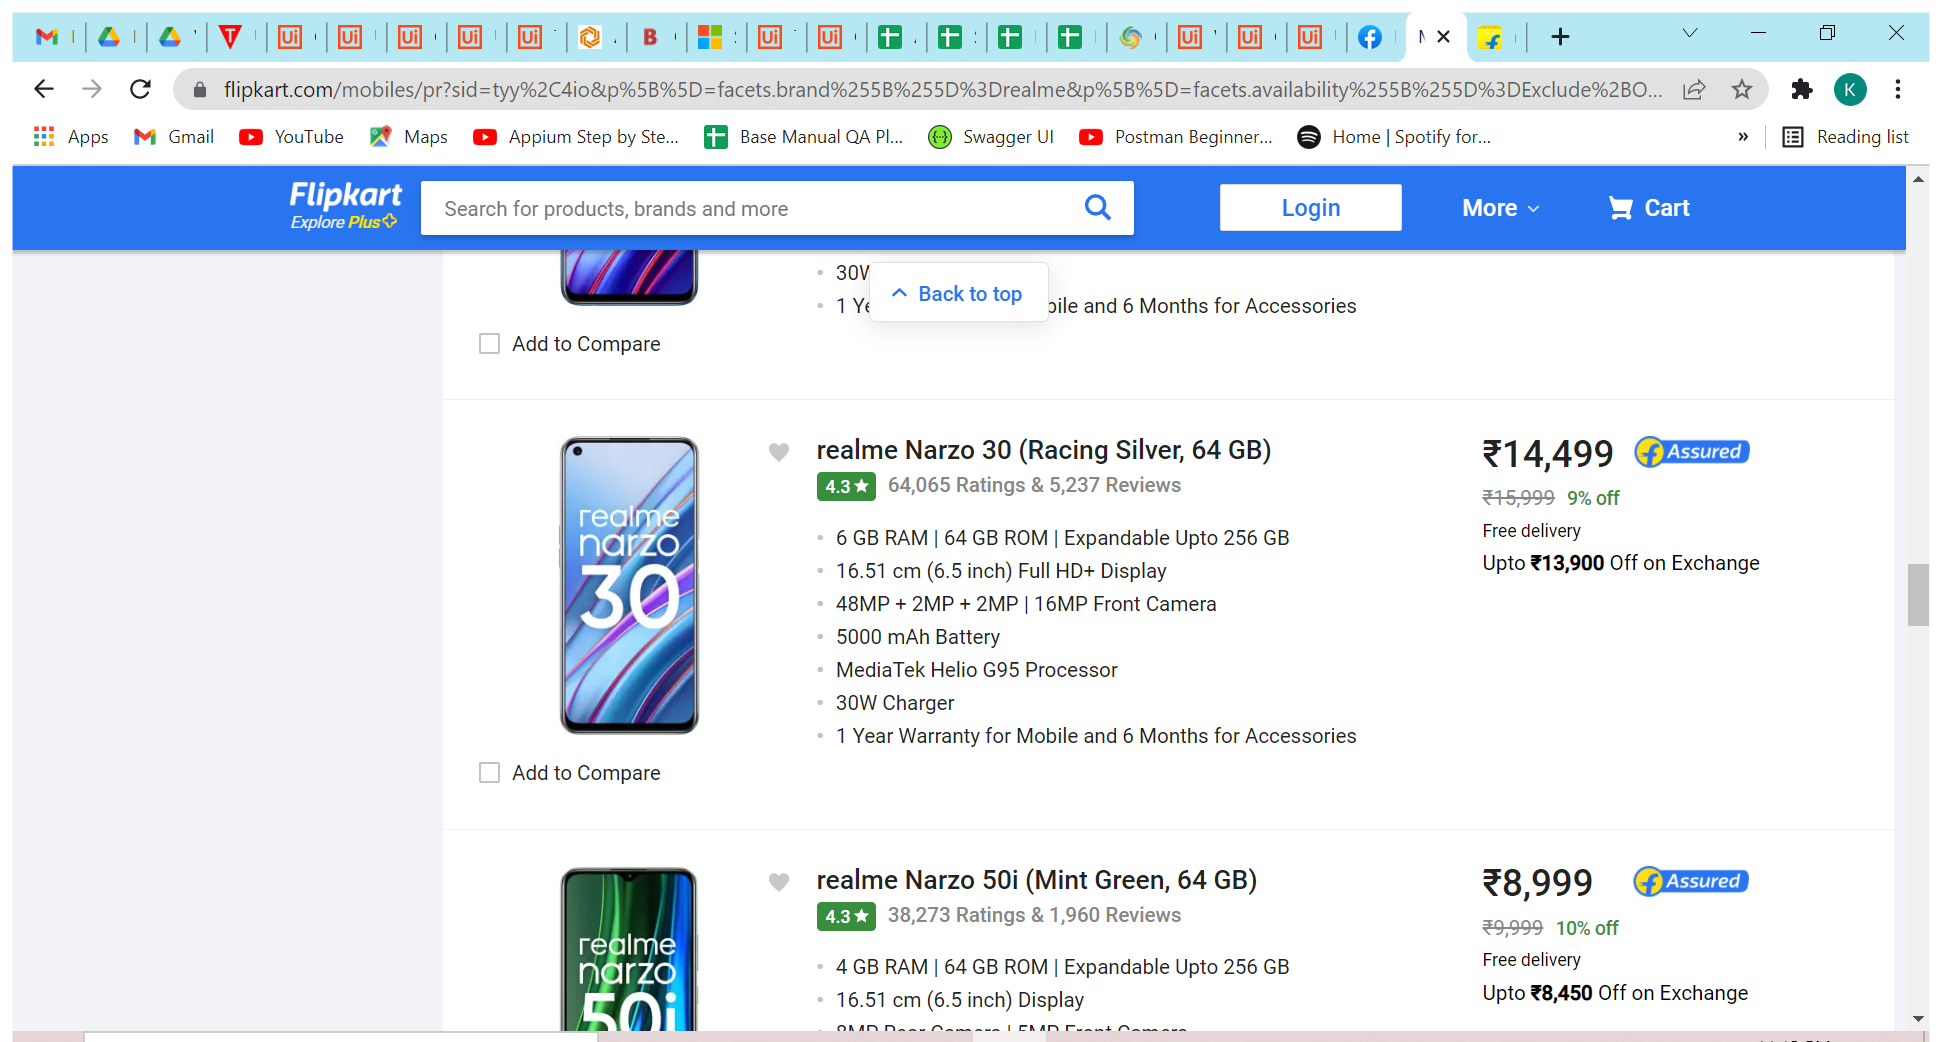 flipkart.com/mobiles/pr?sid=tyy%2C4io&p%5B%5D=facets.brand%255B%255D%3Drealme&p%5B%5D=facets.availability%255B%255D%3DExclude%2BO...
K
Apps Gmail YouTube Maps Appium Step by Ste... Base Manual QA Pl... Swagger UI Postman Beginner... Home | Spotify for... » Reading list
Flipkart
Explore Plus
Search for products, brands and more
Login
More
Cart
Back to top
1 bile and 6 Months for Accessories
Add to Compare
realme
narzo
30
realme Narzo 30 (Racing Silver, 64 GB)
4.3★ 64,065 Ratings & 5,237 Reviews
6 GB RAM | 64 GB ROM | Expandable Upto 256 GB
16.51 cm (6.5 inch) Full HD+ Display
48MP + 2MP + 2MP | 16MP Front Camera
5000 mAh Battery
MediaTek Helio G95 Processor
30W Charger
1 Year Warranty for Mobile and 6 Months for Accessories
₹14,499 Assured
₹15,999 9% off
Free delivery
Upto ₹13,900 Off on Exchange
Add to Compare
realme
narzo
50i
realme Narzo 50i (Mint Green, 64 GB)
4.3★ 38,273 Ratings & 1,960 Reviews
4 GB RAM | 64 GB ROM | Expandable Upto 256 GB
16.51 cm (6.5 inch) Display
8MP Rear Camera | 5MP Front Camera
₹8,999 Assured
₹9,999 10% off
Free delivery
Upto ₹8,450 Off on Exchange